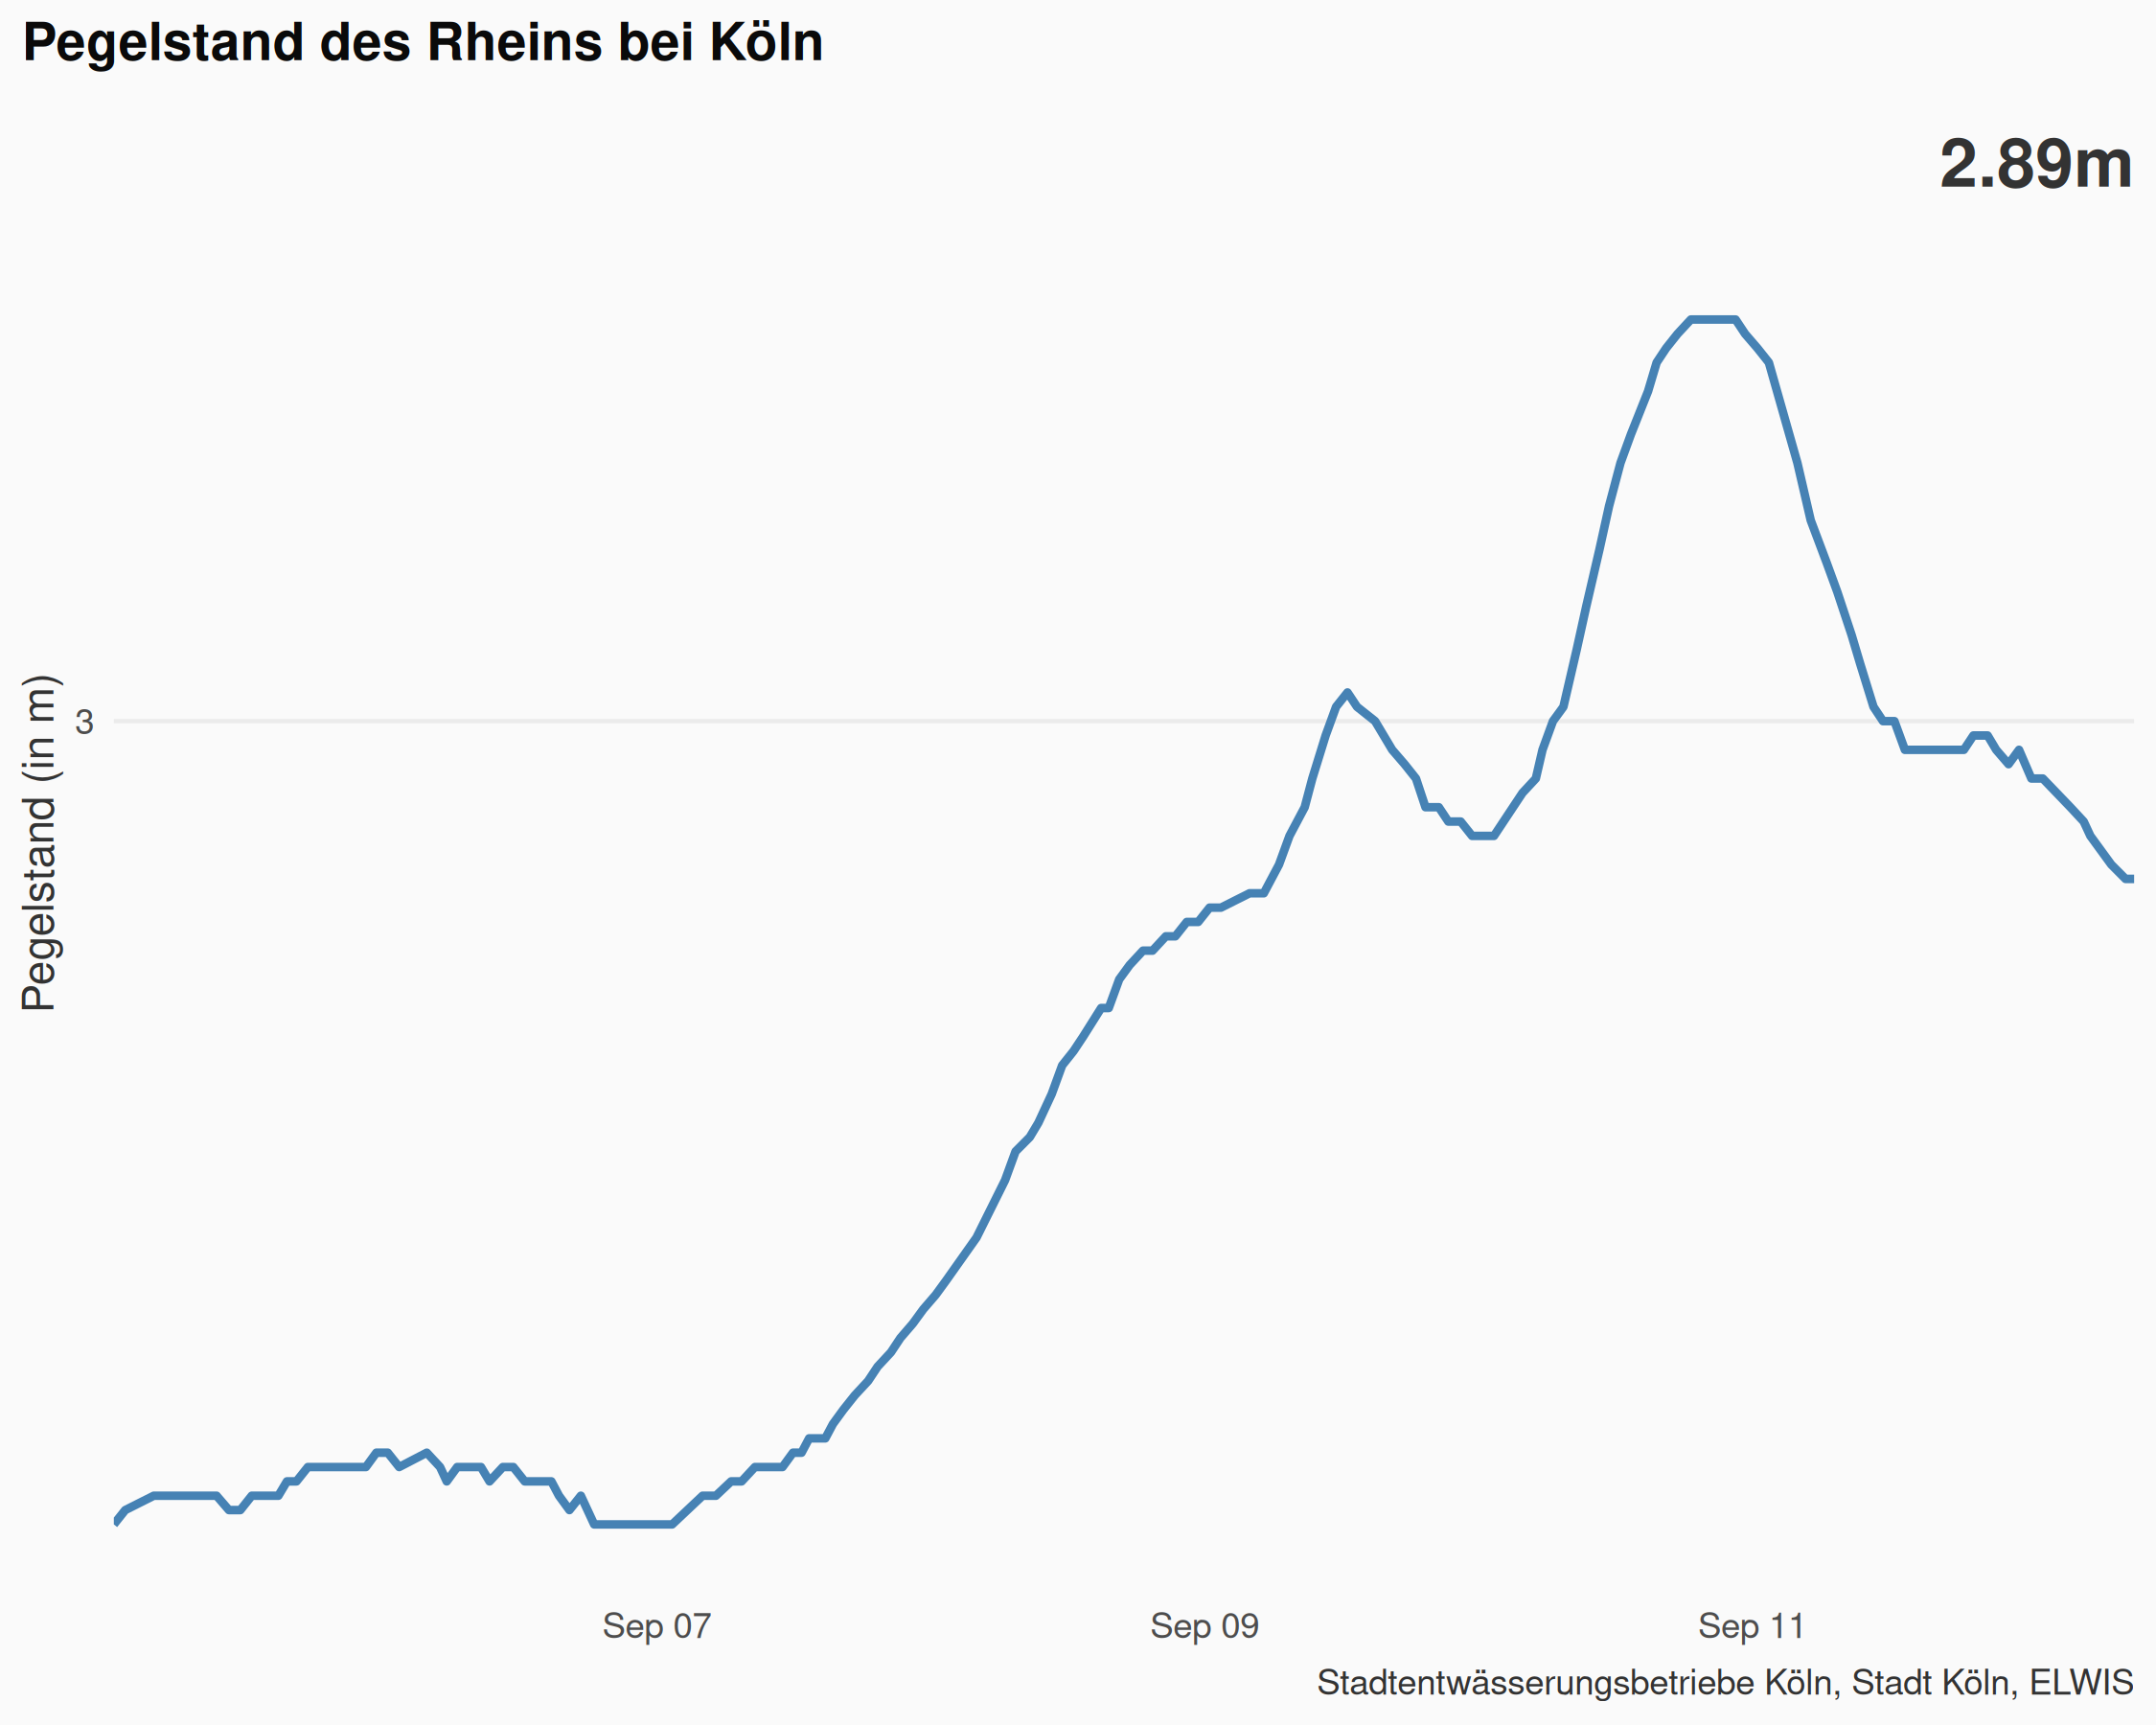 Pegelstand des Rheins bei Köln
2.89m
Pegelstand (in m)
3
Sep 07
Sep 09
Sep 11
Stadtentwässerungsbetriebe Köln, Stadt Köln, ELWIS